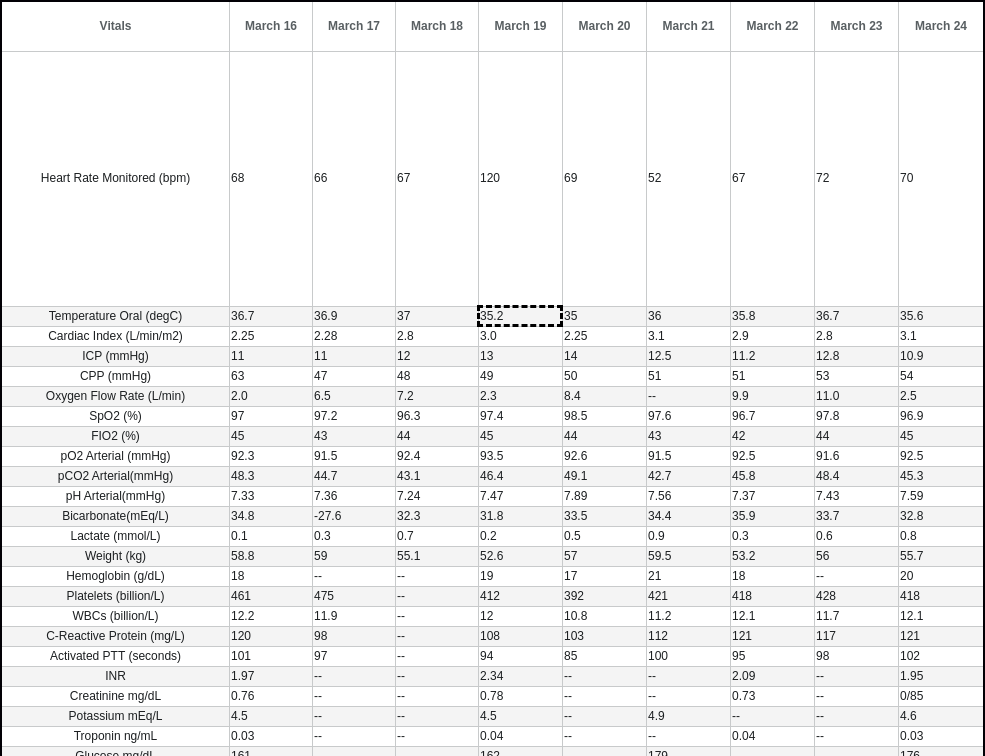 Vitals March 16 March 17 March 18 March 19 March 20 March 21 March 22 March 23 March 24
Heart Rate Monitored (bpm) 68 66 67 120 69 52 67 72 70
Temperature Oral (degC) 36.7 36.9 37 35.2 35 36 35.8 36.7 35.6
Cardiac Index (L/min/m2) 2.25 2.28 2.8 3.0 2.25 3.1 2.9 2.8 3.1
ICP (mmHg) 11 11 12 13 14 12.5 11.2 12.8 10.9
CPP (mmHg) 63 47 48 49 50 51 51 53 54
Oxygen Flow Rate (L/min) 2.0 6.5 7.2 2.3 8.4 -- 9.9 11.0 2.5
SpO2 (%) 97 97.2 96.3 97.4 98.5 97.6 96.7 97.8 96.9
FIO2 (%) 45 43 44 45 44 43 42 44 45
pO2 Arterial (mmHg) 92.3 91.5 92.4 93.5 92.6 91.5 92.5 91.6 92.5
pCO2 Arterial(mmHg) 48.3 44.7 43.1 46.4 49.1 42.7 45.8 48.4 45.3
pH Arterial(mmHg) 7.33 7.36 7.24 7.47 7.89 7.56 7.37 7.43 7.59
Bicarbonate(mEq/L) 34.8 -27.6 32.3 31.8 33.5 34.4 35.9 33.7 32.8
Lactate (mmol/L) 0.1 0.3 0.7 0.2 0.5 0.9 0.3 0.6 0.8
Weight (kg) 58.8 59 55.1 52.6 57 59.5 53.2 56 55.7
Hemoglobin (g/dL) 18 -- -- 19 17 21 18 -- 20
Platelets (billion/L) 461 475 -- 412 392 421 418 428 418
WBCs (billion/L) 12.2 11.9 -- 12 10.8 11.2 12.1 11.7 12.1
C-Reactive Protein (mg/L) 120 98 -- 108 103 112 121 117 121
Activated PTT (seconds) 101 97 -- 94 85 100 95 98 102
INR 1.97 -- -- 2.34 -- -- 2.09 -- 1.95
Creatinine mg/dL 0.76 -- -- 0.78 -- -- 0.73 -- 0/85
Potassium mEq/L 4.5 -- -- 4.5 -- 4.9 -- -- 4.6
Troponin ng/mL 0.03 -- -- 0.04 -- -- 0.04 -- 0.03
Glucose mg/dL 161 162 179 176